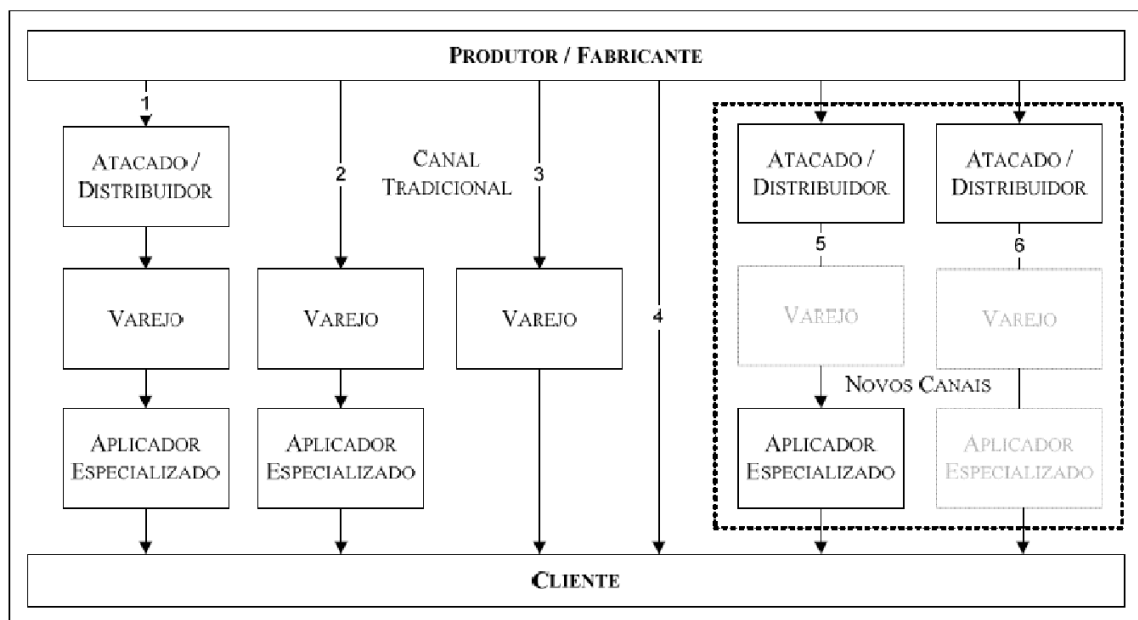 PRODUTOR / FABRICANTE
1
ATACADO /
DISTRIBUIDOR
VAREJO
APLICADOR
ESPECIALIZADO
2
VAREJO
APLICADOR
ESPECIALIZADO
CANAL
TRADICIONAL
3
VAREJO
4
ATACADO /
DISTRIBUIDOR
5
VAREJO
APLICADOR
ESPECIALIZADO
NOVOS CANAIS
ATACADO /
DISTRIBUIDOR
6
VAREJO
APLICADOR
ESPECIALIZADO
CLIENTE